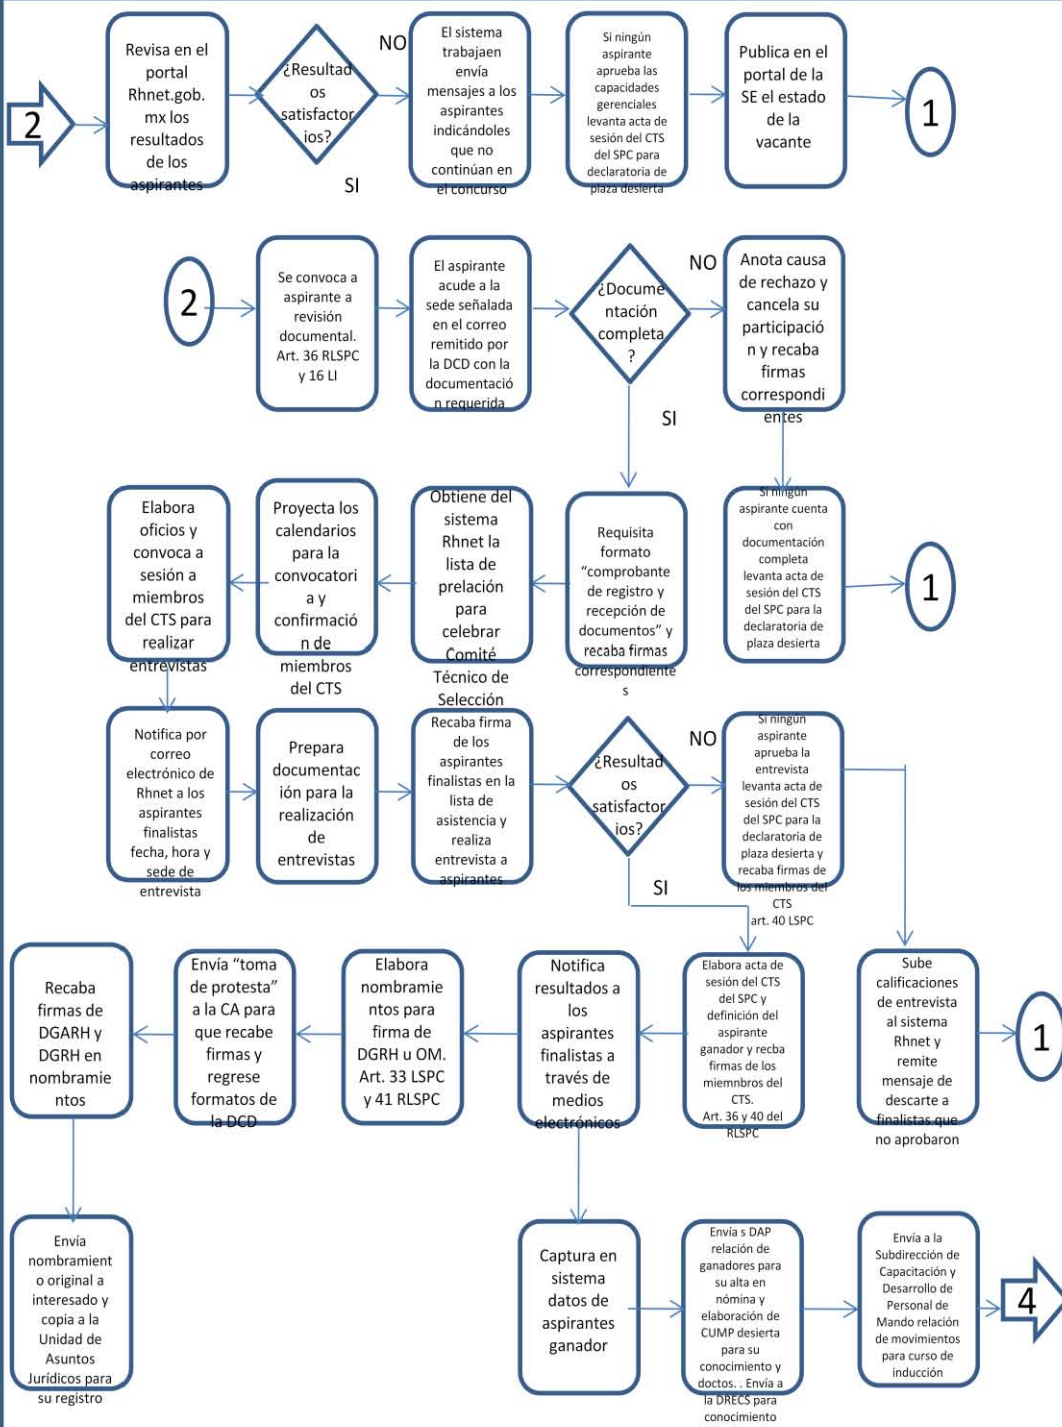 2
Revisa en el
portal
Rhnet.gob.
mx los
resultados
de los
aspirantes
¿Resultad
os
satisfactor
ios?
NO
SI
El sistema
trabajaen
envía
mensajes a los
aspirantes
indicándoles
que no
continúan en
el concurso
Si ningún
aspirante
aprueba las
capacidades
gerenciales
levanta acta de
sesión del CTS
del SPC para
declaratoria de
plaza desierta
Publica en el
portal de la
SE el estado
de la
vacante
1
2
Se convoca a
aspirante a
revisión
documental.
Art. 36 RLSPC
y 16 LI
El aspirante
acude a la
sede señalada
en el correo
remitido por
la DCD con la
documentació
n requerida
¿Docume
ntación
completa
?
NO
SI
Anota causa
de rechazo y
cancela su
participació
n y recaba
firmas
correspondi
entes
Elabora
oficios y
convoca a
sesión a
miembros
del CTS para
realizar
entrevistas
Proyecta los
calendarios
para la
convocatori
a y
confirmació
n de
miembros
del CTS
Obtiene del
sistema
Rhnet la
lista de
prelación
para
celebrar
Comité
Técnico de
Selección
Requisita
formato
“comprobante
de registro y
recepción de
documentos” y
recaba firmas
correspondiente
s
Si ningún
aspirante cuenta
con
documentación
completa
levanta acta de
sesión del CTS
del SPC para la
declaratoria de
plaza desierta
1
Notifica por
correo
electrónico de
Rhnet a los
aspirantes
finalistas
fecha, hora y
sede de
entrevista
Prepara
documentac
ión para la
realización
de
entrevistas
Recaba firma
de los
aspirantes
finalistas en la
lista de
asistencia y
realiza
entrevista a
aspirantes
¿Resultad
os
satisfactor
ios?
NO
SI
Si ningún
aspirante
aprueba la
entrevista
levanta acta de
sesión del CTS
del SPC para la
declaratoria de
plaza desierta y
recaba firmas de
los miembros del
CTS
art. 40 LSPC
Recaba
firmas de
DGARH y
DGRH en
nombramie
ntos
Envía “toma
de protesta”
a la CA para
que recabe
firmas y
regrese
formatos de
la DCD
Elabora
nombramie
ntos para
firma de
DGRH u OM.
Art. 33 LSPC
y 41 RLSPC
Notifica
resultados a
los
aspirantes
finalistas a
través de
medios
electrónicos
Elabora acta de
sesión del CTS
del SPC y
definición del
aspirante
ganador y recba
firmas de los
miemnbros del
CTS.
Art. 36 y 40 del
RLSPC
Sube
calificaciones
de entrevista
al sistema
Rhnet y
remite
mensaje de
descarte a
finalistas que
no aprobaron
1
Envía
nombramient
o original a
interesado y
copia a la
Unidad de
Asuntos
Jurídicos para
su registro
Captura en
sistema
datos de
aspirantes
ganador
Envía s DAP
relación de
ganadores para
su alta en
nómina y
elaboración de
CUMP desierta
para su
conocimiento y
doctos. . Envía a
la DRECS para
conocimiento
Envía a la
Subdirección de
Capacitación y
Desarrollo de
Personal de
Mando relación
de movimientos
para curso de
inducción
4